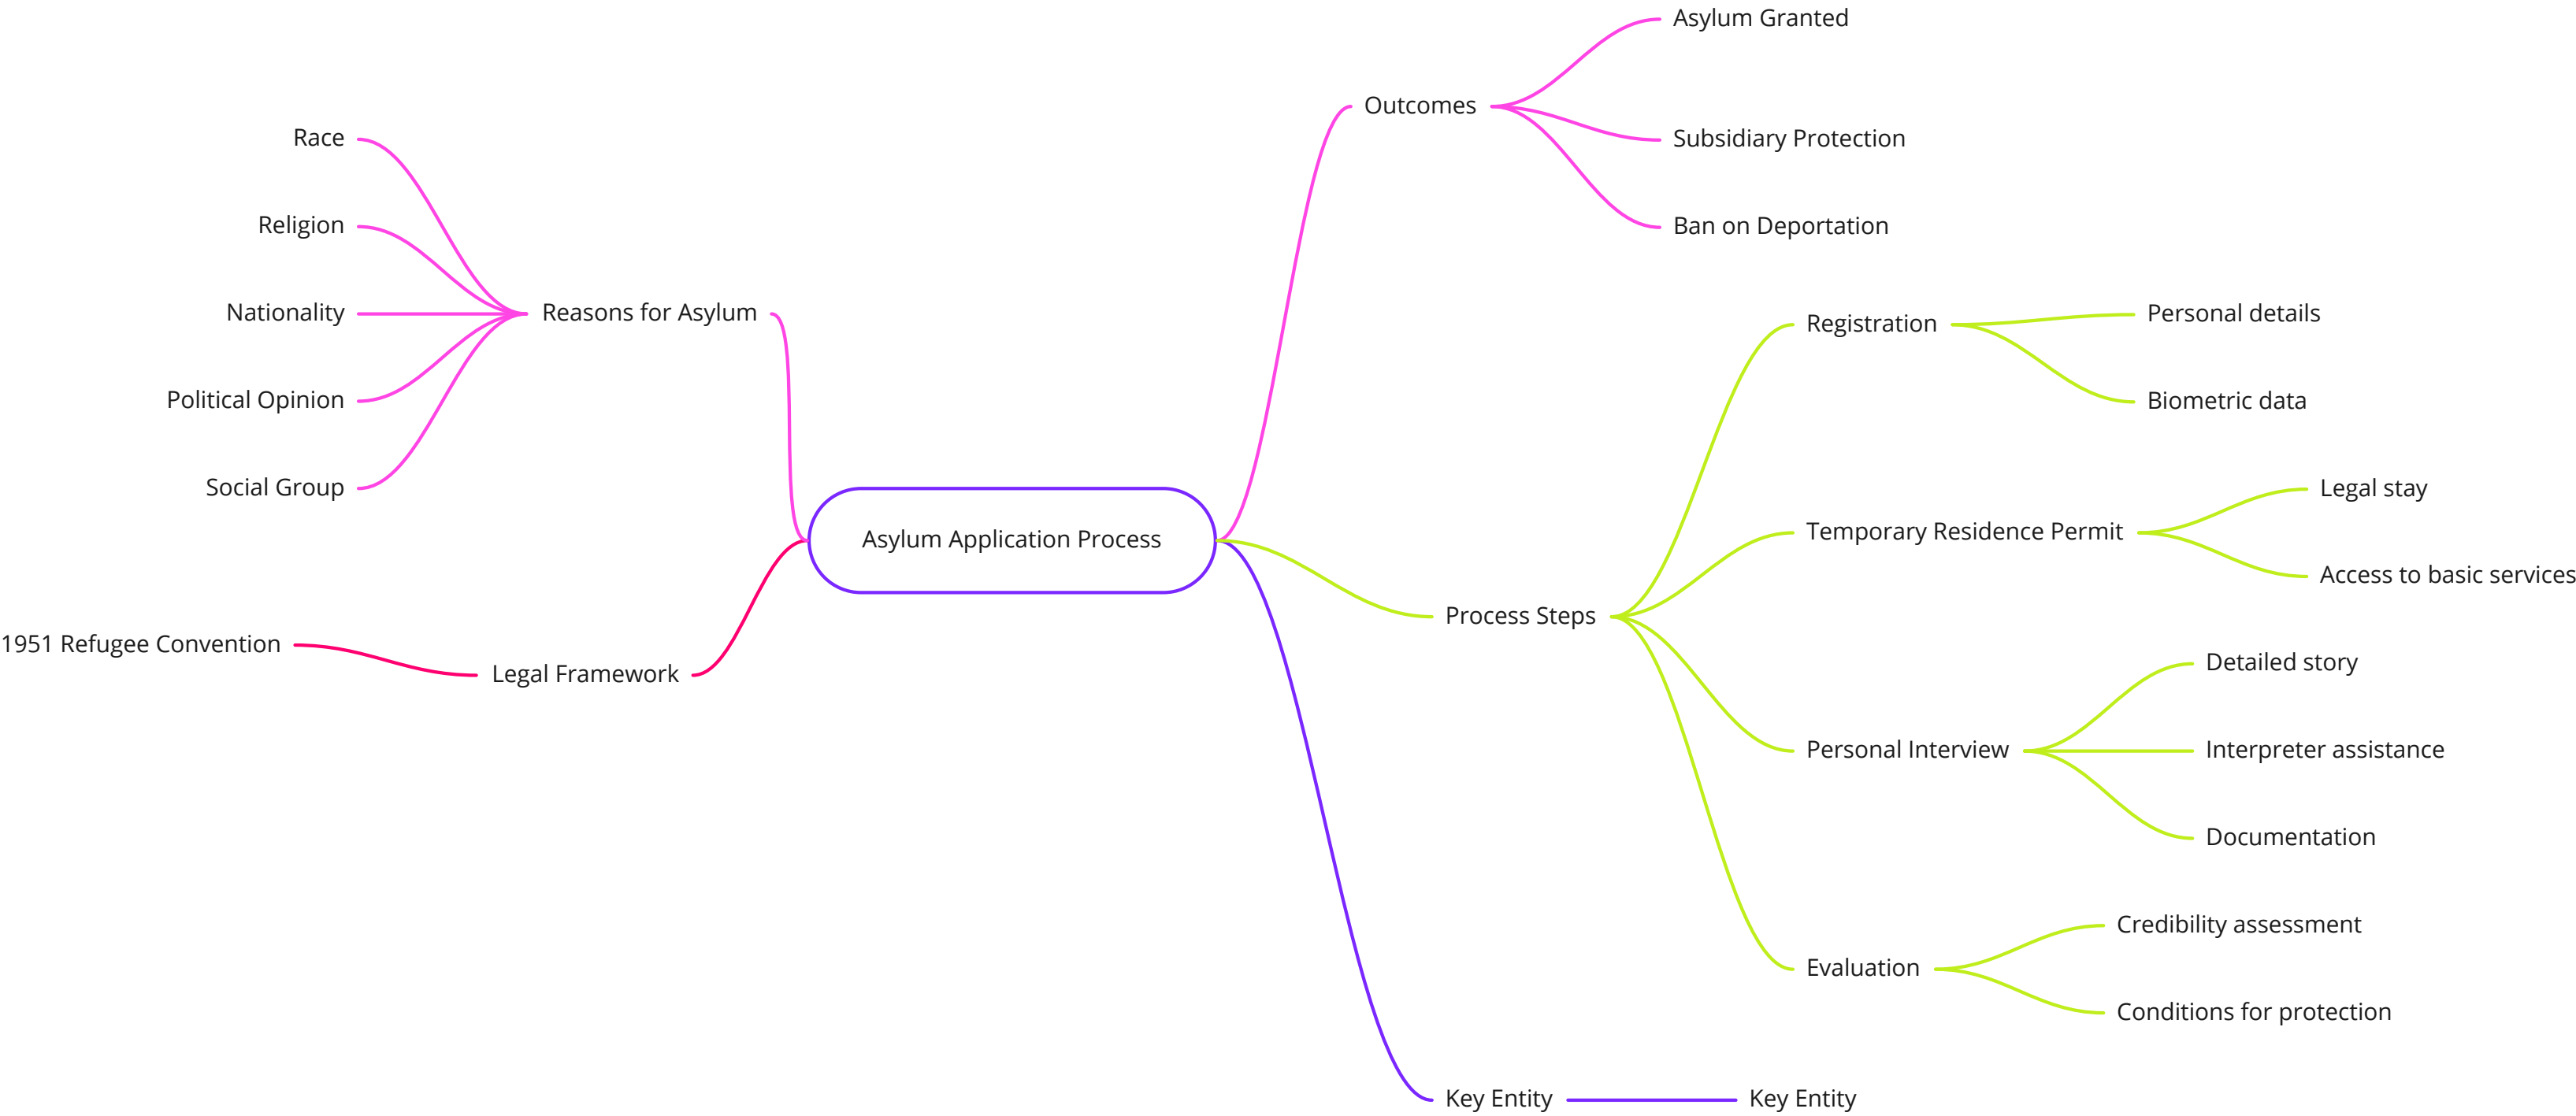 Asylum Application Process
Reasons for Asylum
Race
Religion
Nationality
Political Opinion
Social Group
Legal Framework
1951 Refugee Convention
Outcomes
Asylum Granted
Subsidiary Protection
Ban on Deportation
Process Steps
Registration
Personal details
Biometric data
Temporary Residence Permit
Legal stay
Access to basic services
Personal Interview
Detailed story
Interpreter assistance
Documentation
Evaluation
Credibility assessment
Conditions for protection
Key Entity
Key Entity